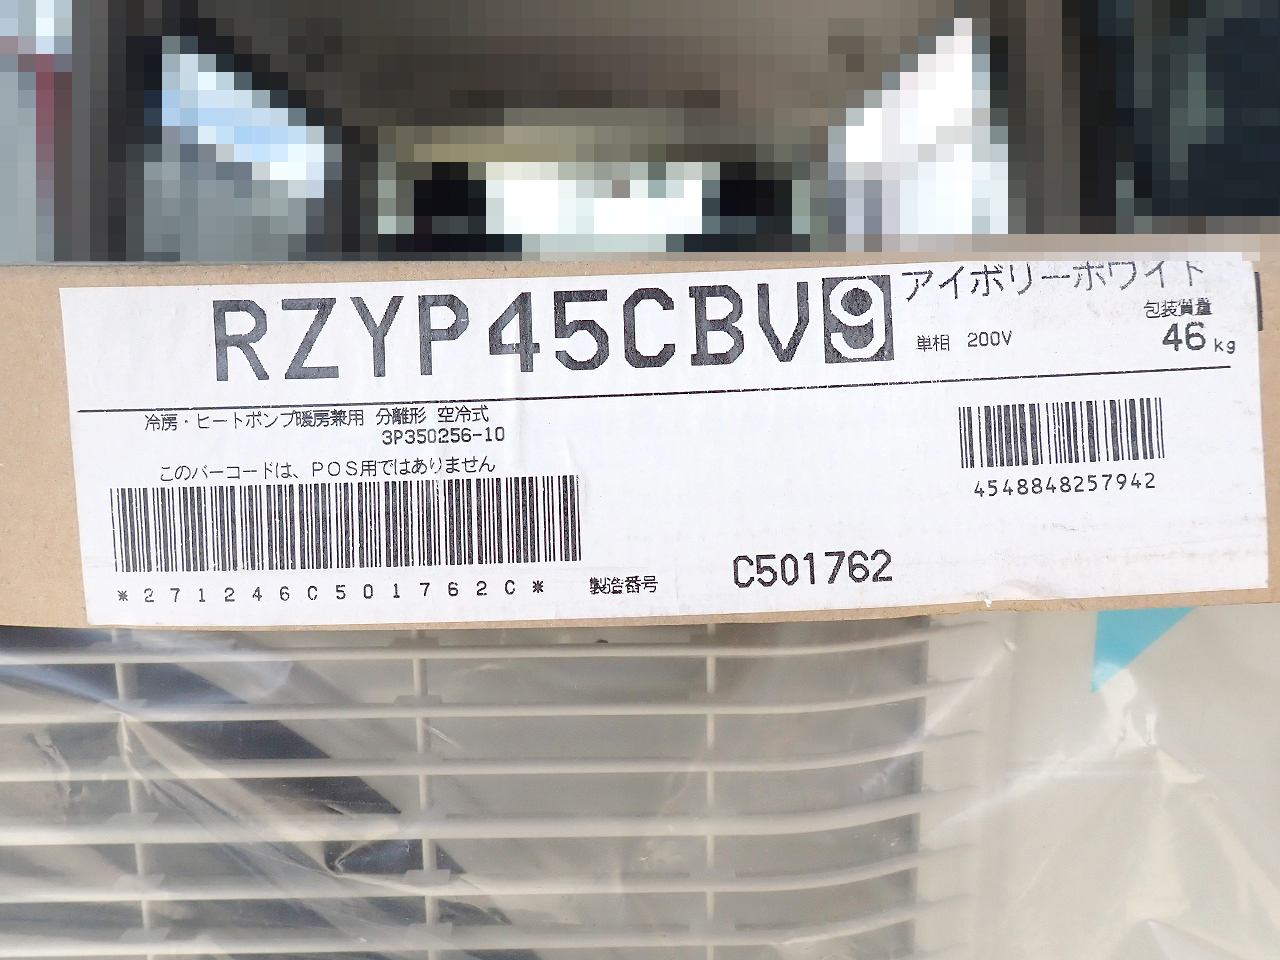 RZYP45CBV9
アイボリーホワイト
包装質量
単相 200V
46kg
冷房・ヒートポンプ暖房兼用 分離形 空冷式
3P350256-10
このバーコードは、POS用ではありません
4548848257942
*271246C501762C*
製造番号
C501762